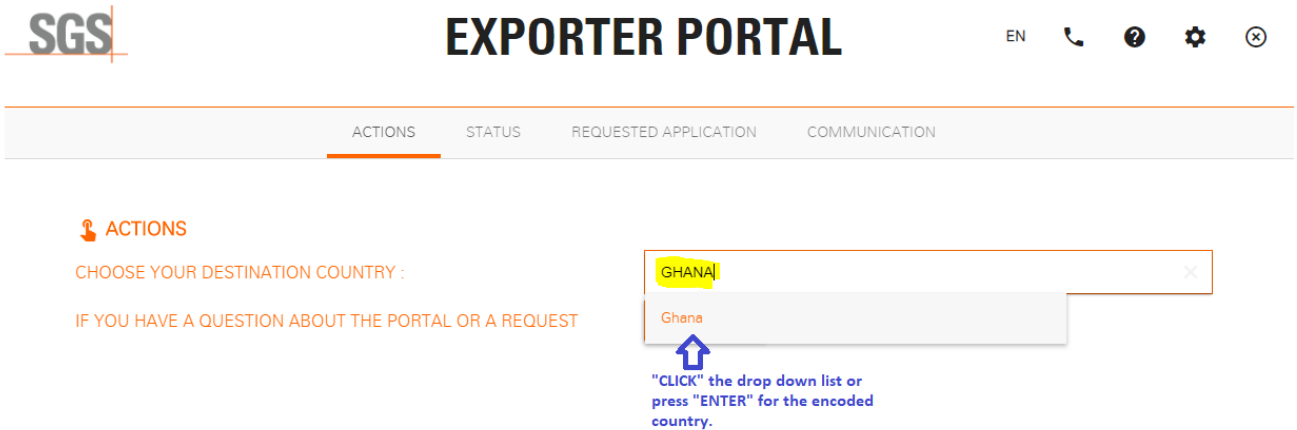 SGS
EXPORTER PORTAL
EN
ACTIONS STATUS REQUESTED APPLICATION COMMUNICATION
ACTIONS
CHOOSE YOUR DESTINATION COUNTRY :
GHANA
IF YOU HAVE A QUESTION ABOUT THE PORTAL OR A REQUEST
Ghana
"CLICK" the drop down list or
press "ENTER" for the encoded
country.